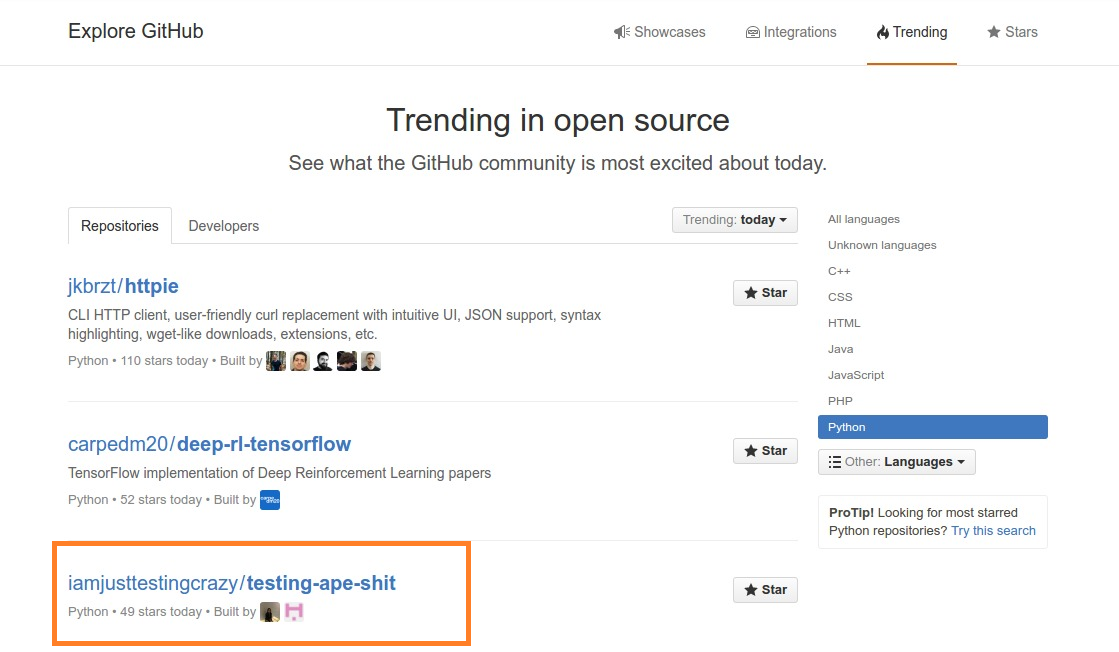 Explore GitHub
Showcases
Integrations
Trending
Stars
Trending in open source
See what the GitHub community is most excited about today.
Repositories
Developers
Trending: today
jkbrzt/httpie
Star
CLI HTTP client, user-friendly curl replacement with intuitive UI, JSON support, syntax
highlighting, wget-like downloads, extensions, etc.
Python • 110 stars today • Built by
carpedm20/deep-rl-tensorflow
Star
TensorFlow implementation of Deep Reinforcement Learning papers
Python • 52 stars today • Built by
iamjusttestingcrazy/testing-ape-shit
Star
Python • 49 stars today • Built by
All languages
Unknown languages
C++
CSS
HTML
Java
JavaScript
PHP
Python
Other: Languages
ProTip! Looking for most starred
Python repositories? Try this search